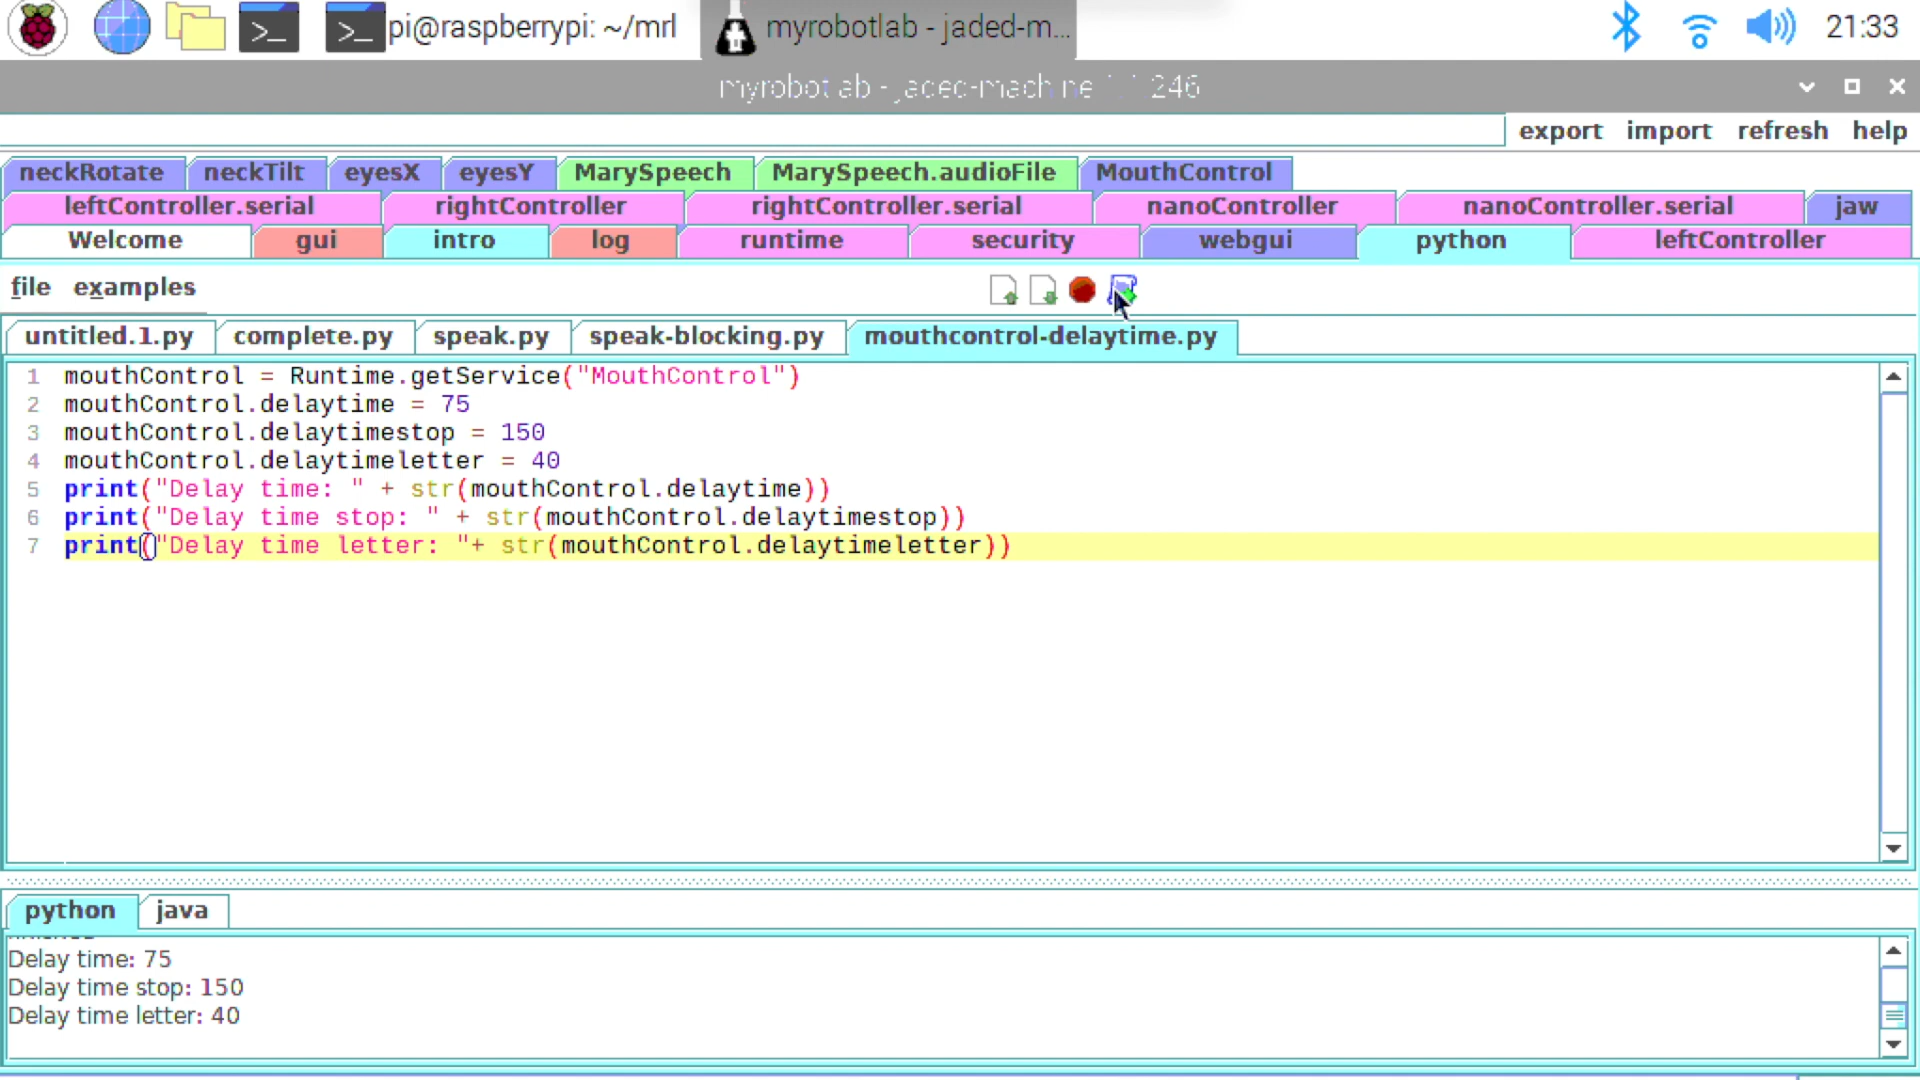 pi@raspberrypi: ~/mrl
myrobotlab - jaded-m...
21:33
export import refresh help
neckRotate neckTilt eyesX eyesY MarySpeech MarySpeech.audioFile MouthControl
leftController.serial rightController rightController.serial nanoController nanoController.serial jaw
Welcome gui intro log runtime security webgui python leftController
file examples
untitled.1.py complete.py speak.py speak-blocking.py mouthcontrol-delaytime.py
1 mouthControl = Runtime.getService("MouthControl")
2 mouthControl.delaytime = 75
3 mouthControl.delaytimestop = 150
4 mouthControl.delaytimeletter = 40
5 print("Delay time: " + str(mouthControl.delaytime))
6 print("Delay time stop: " + str(mouthControl.delaytimestop))
7 print("Delay time letter: "+ str(mouthControl.delaytimeletter))
python java
Delay time: 75
Delay time stop: 150
Delay time letter: 40